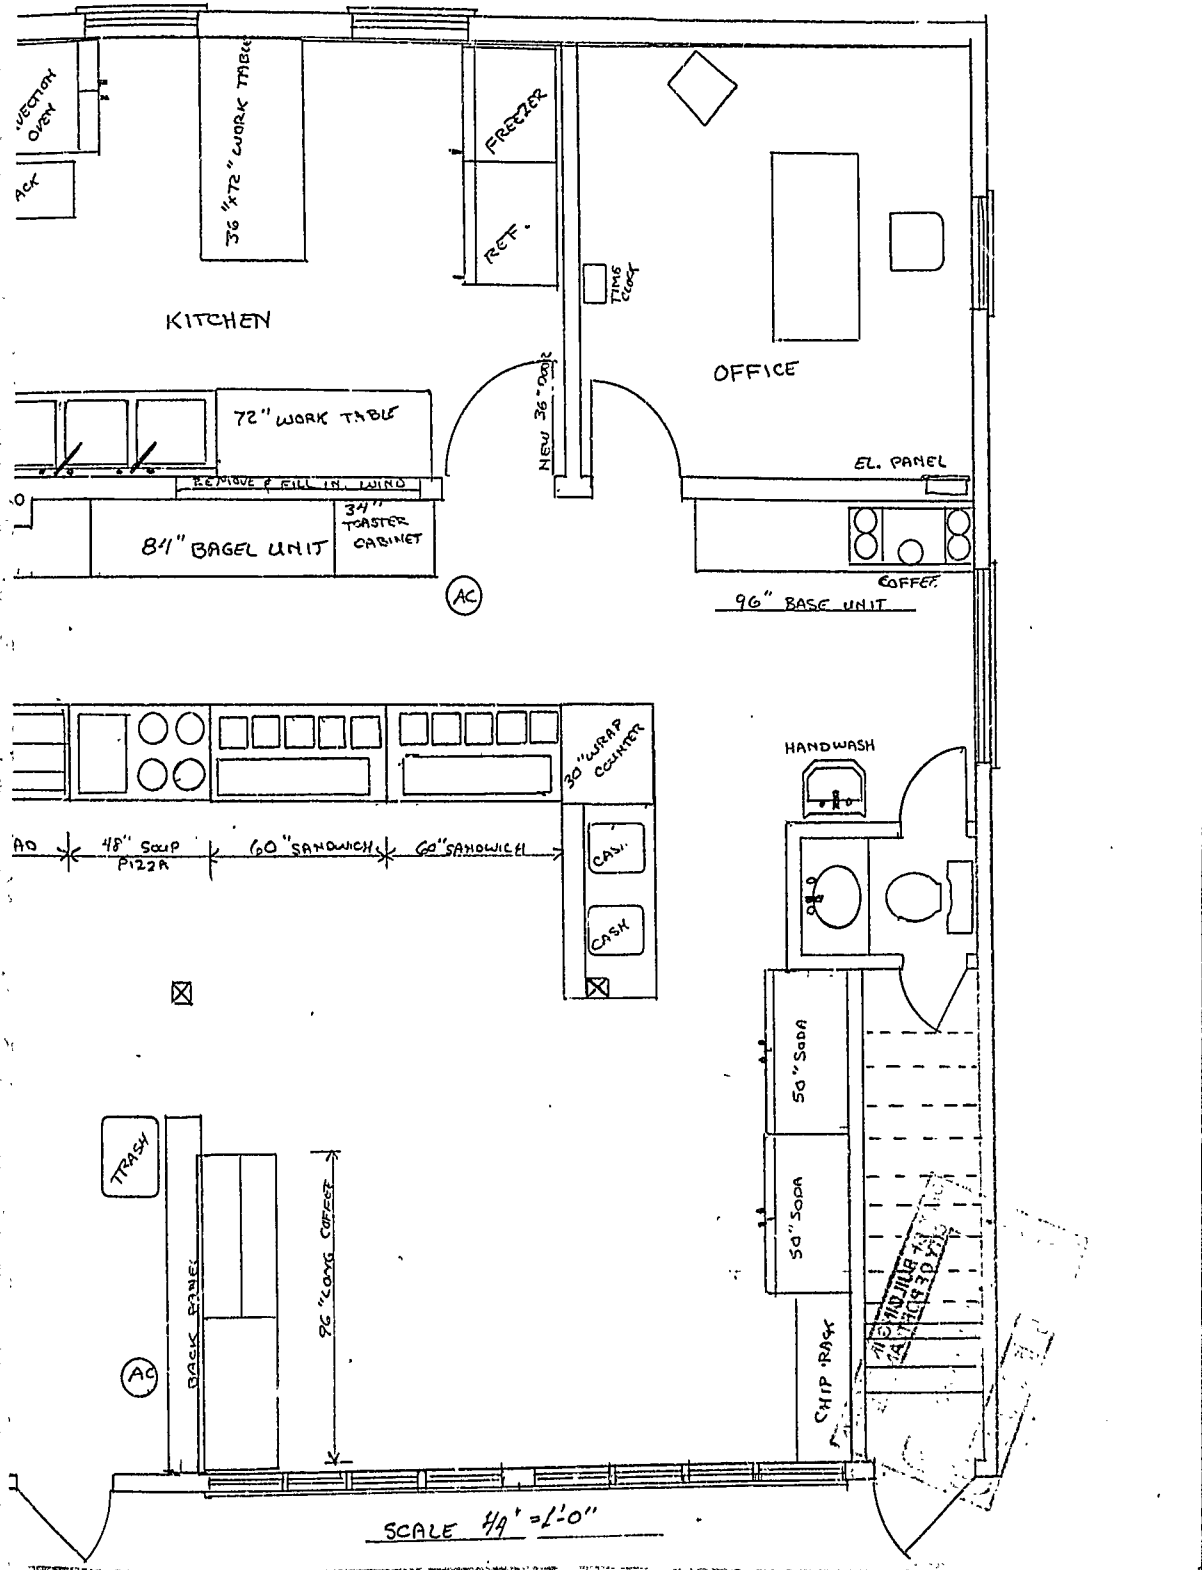 OVEN
36"x72" WORK TABLE
FREEZER
REF.
TIME
CLOCK
KITCHEN
OFFICE
NEW 36" DOOR
72" WORK TABLE
EL. PANEL
REMOVE & FILL IN WIND
84" BAGEL UNIT
34"
TOASTER
CABINET
COFFEE
AC
96" BASE UNIT
30" WRAP
COUNTER
HANDWASH
48" SOUP
PIZZA
60" SANDWICH
60" SANDWICH
CASH
CASH
50" SODA
TRASH
50" SODA
96" LONG COFFEE
BACK PANEL
AC
CHIP RACK
SCALE 1/4" = 1'-0"